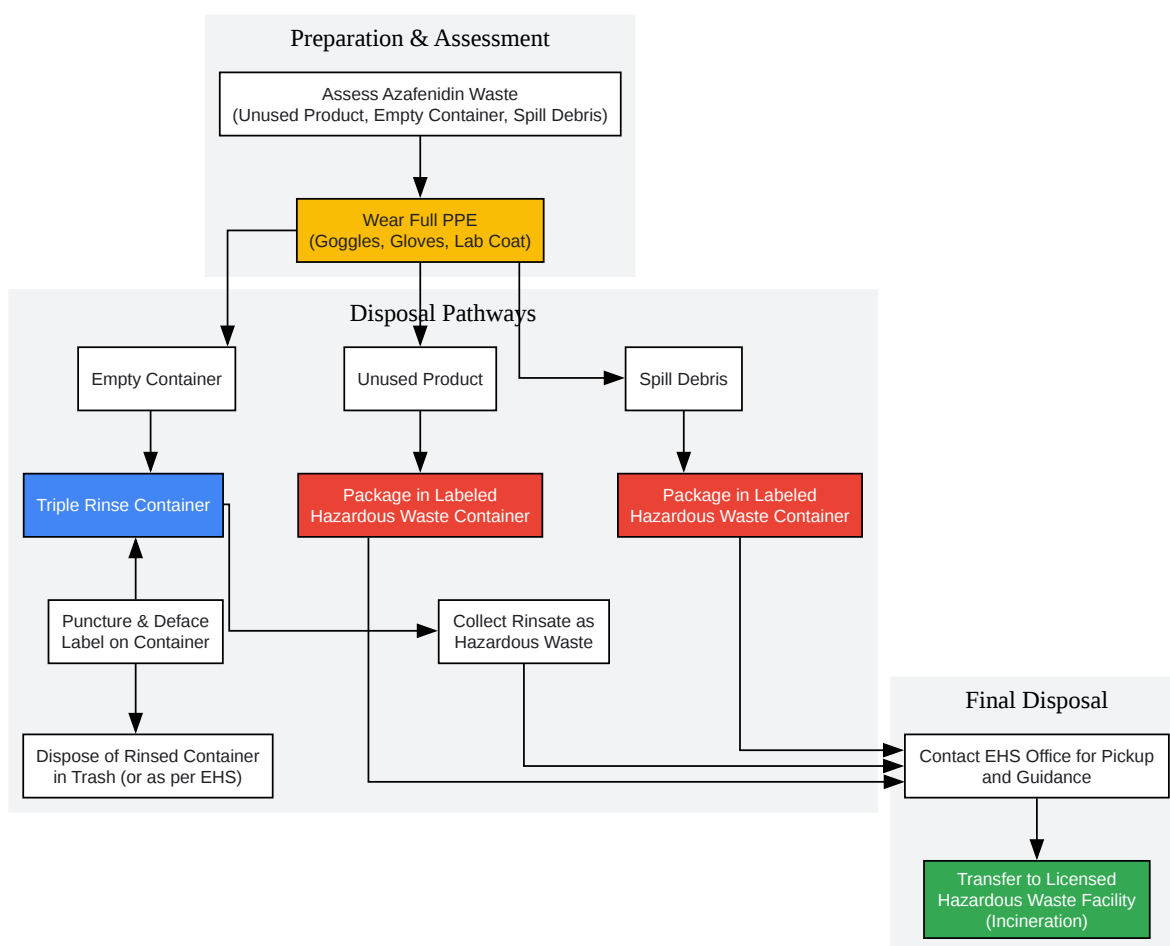 Preparation & Assessment
Assess Azafenidin Waste
(Unused Product, Empty Container, Spill Debris)
Wear Full PPE
(Goggles, Gloves, Lab Coat)
Disposal Pathways
Empty Container
Unused Product
Spill Debris
Triple Rinse Container
Package in Labeled
Hazardous Waste Container
Package in Labeled
Hazardous Waste Container
Puncture & Deface
Label on Container
Collect Rinsate as
Hazardous Waste
Dispose of Rinsed Container
in Trash (or as per EHS)
Final Disposal
Contact EHS Office for Pickup
and Guidance
Transfer to Licensed
Hazardous Waste Facility
(Incineration)